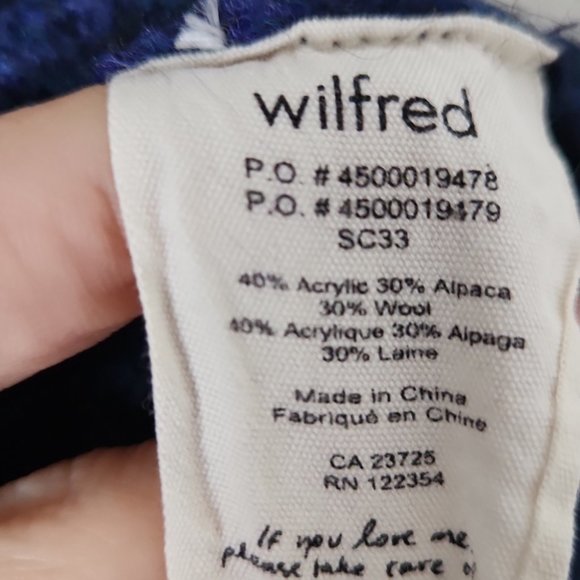 wilfred
P.O. # 4500019478
P.O. # 4500019479
SC33
40% Acrylic 30% Alpaca
30% Wool
40% Acrylique 30% Alpaga
30% Laine
Made in China
Fabriqué en Chine
CA 23725
RN 122354
If you love me,
please take care o